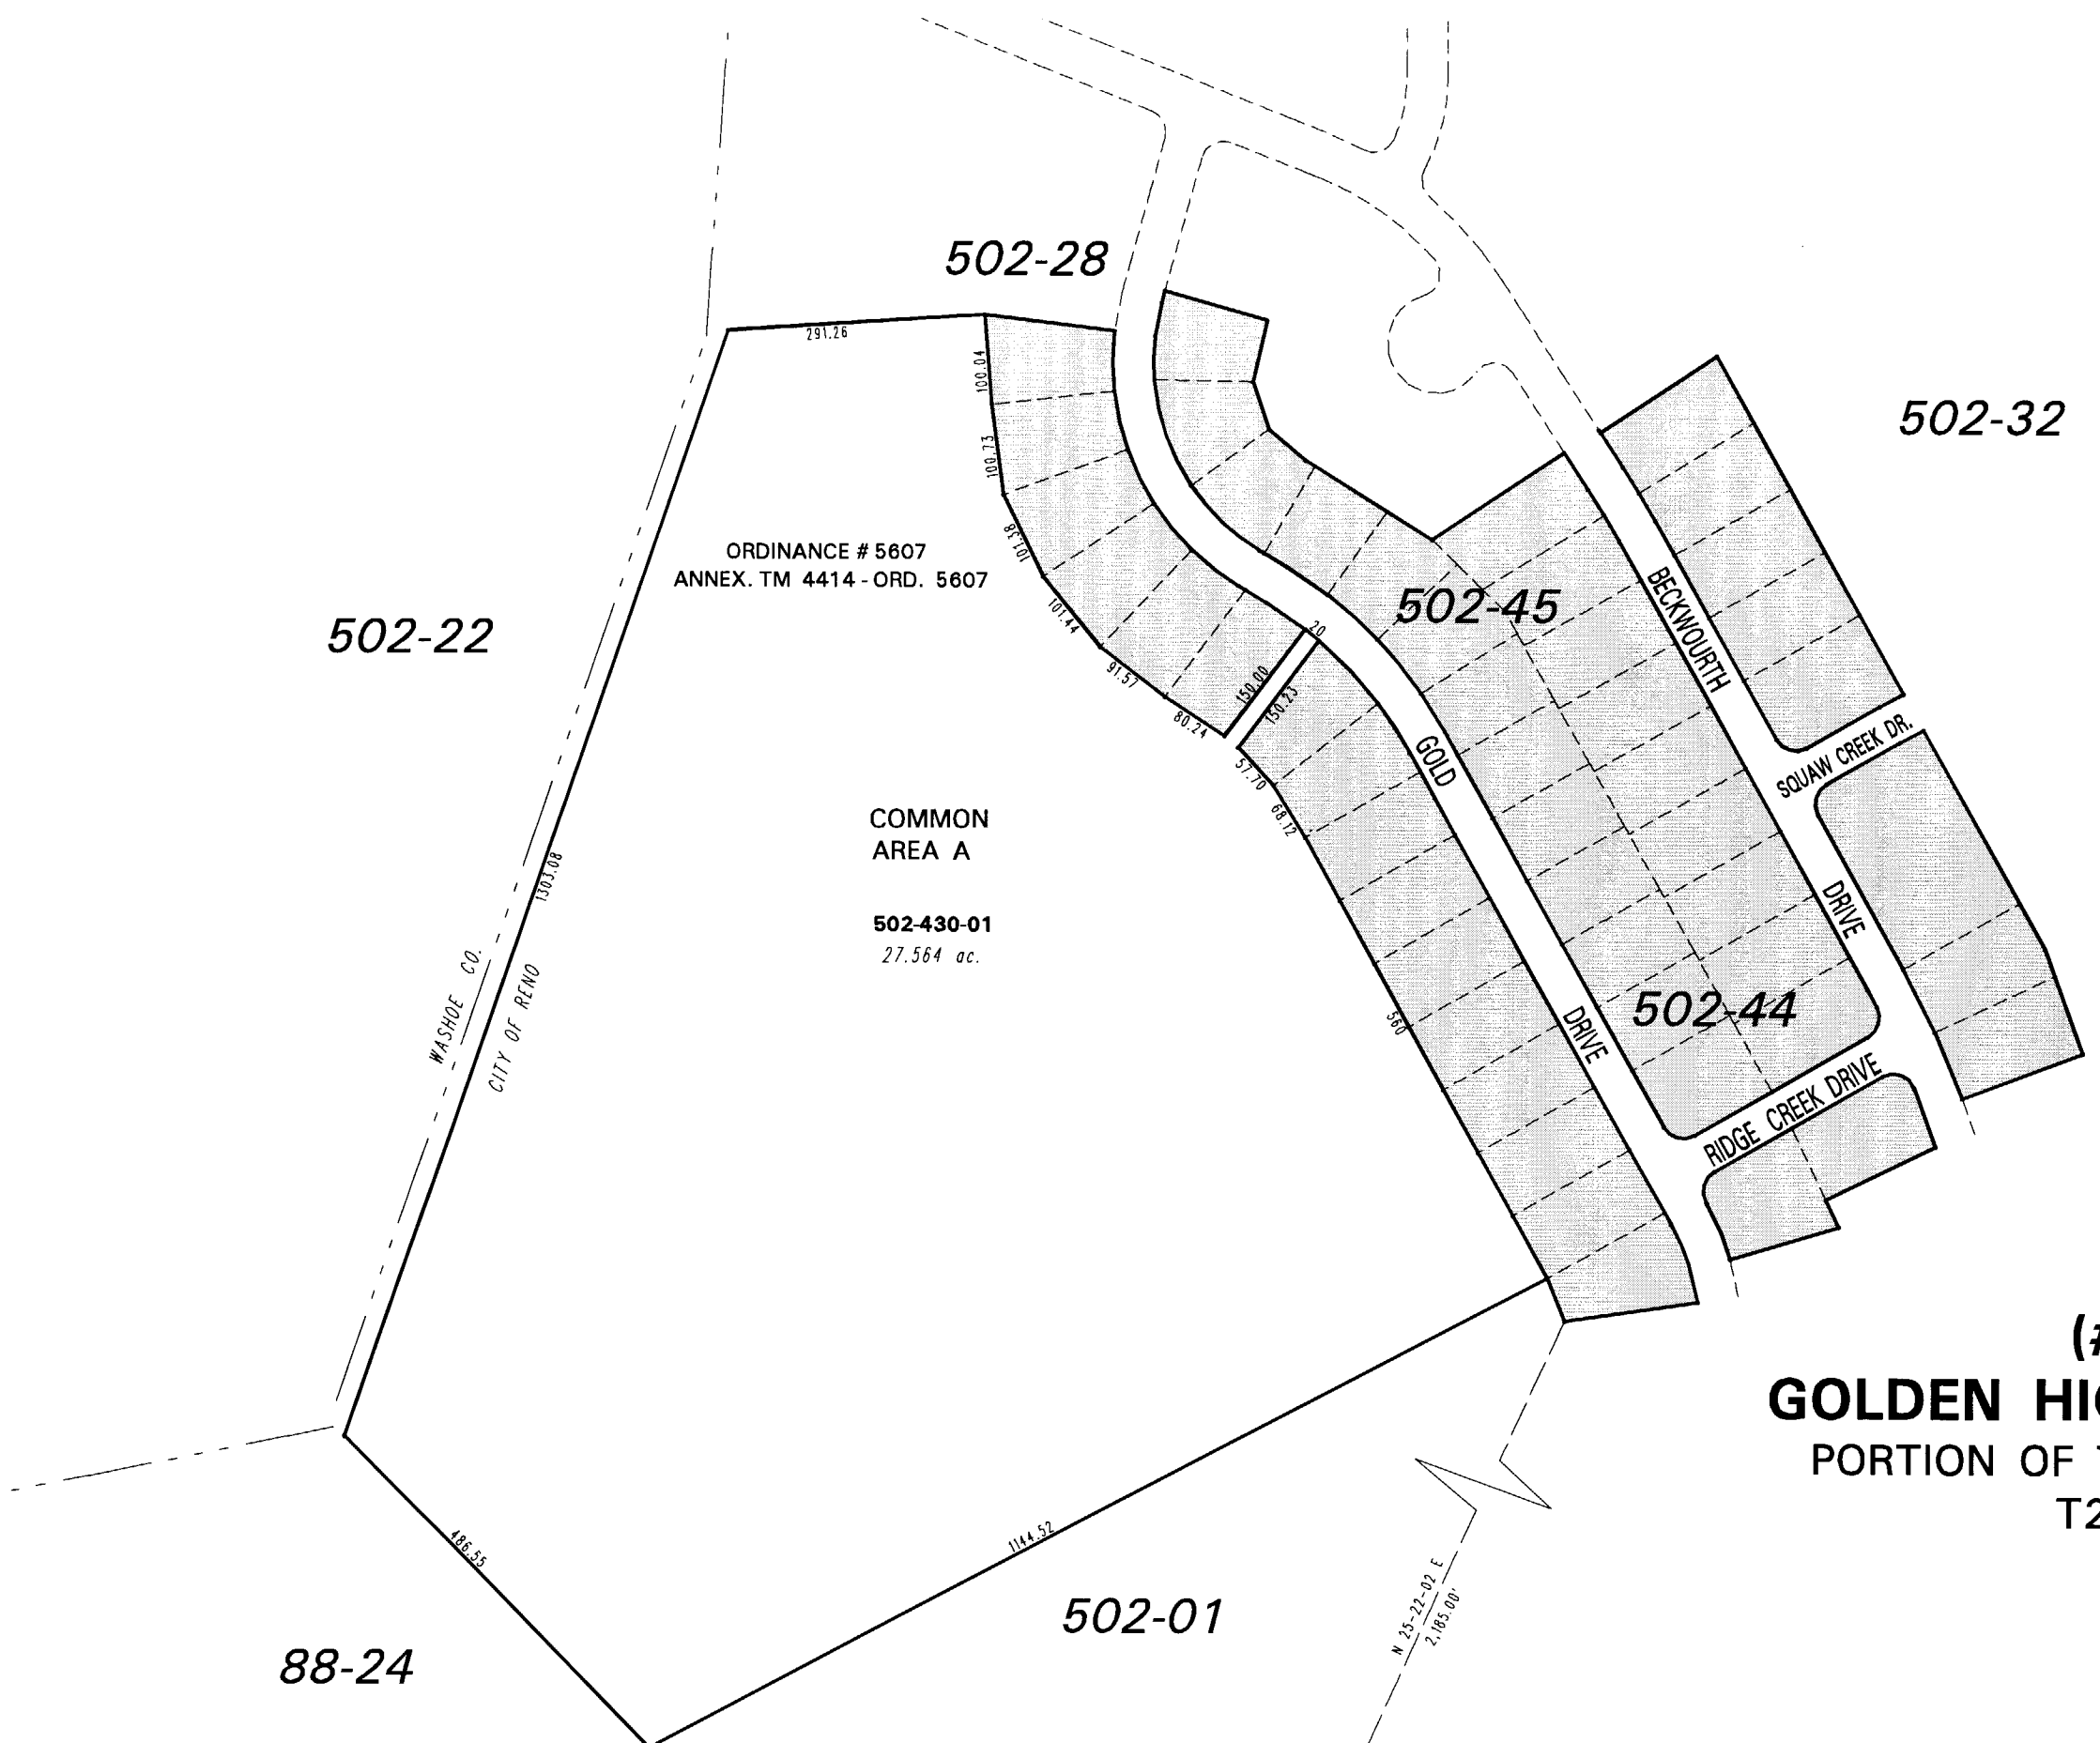 502-28
291.26
100.04
502-32
100.73
ORDINANCE # 5607
ANNEX. TM 4414 - ORD. 5607
101.38
502-22
101.44
502-45
BECKWOURTH
20
91.57
150.00
150.23
80.24
57.70
68.12
GOLD
SQUAW CREEK DR.
COMMON
AREA A
1303.08
502-430-01
27.564 ac.
DRIVE
WASHOE CO.
CITY OF RENO
560
DRIVE
502-44
RIDGE CREEK DRIVE
(#
GOLDEN HIG
PORTION OF T
T2
486.55
1144.52
502-01
N 25-22-02 E
2,185.00'
88-24